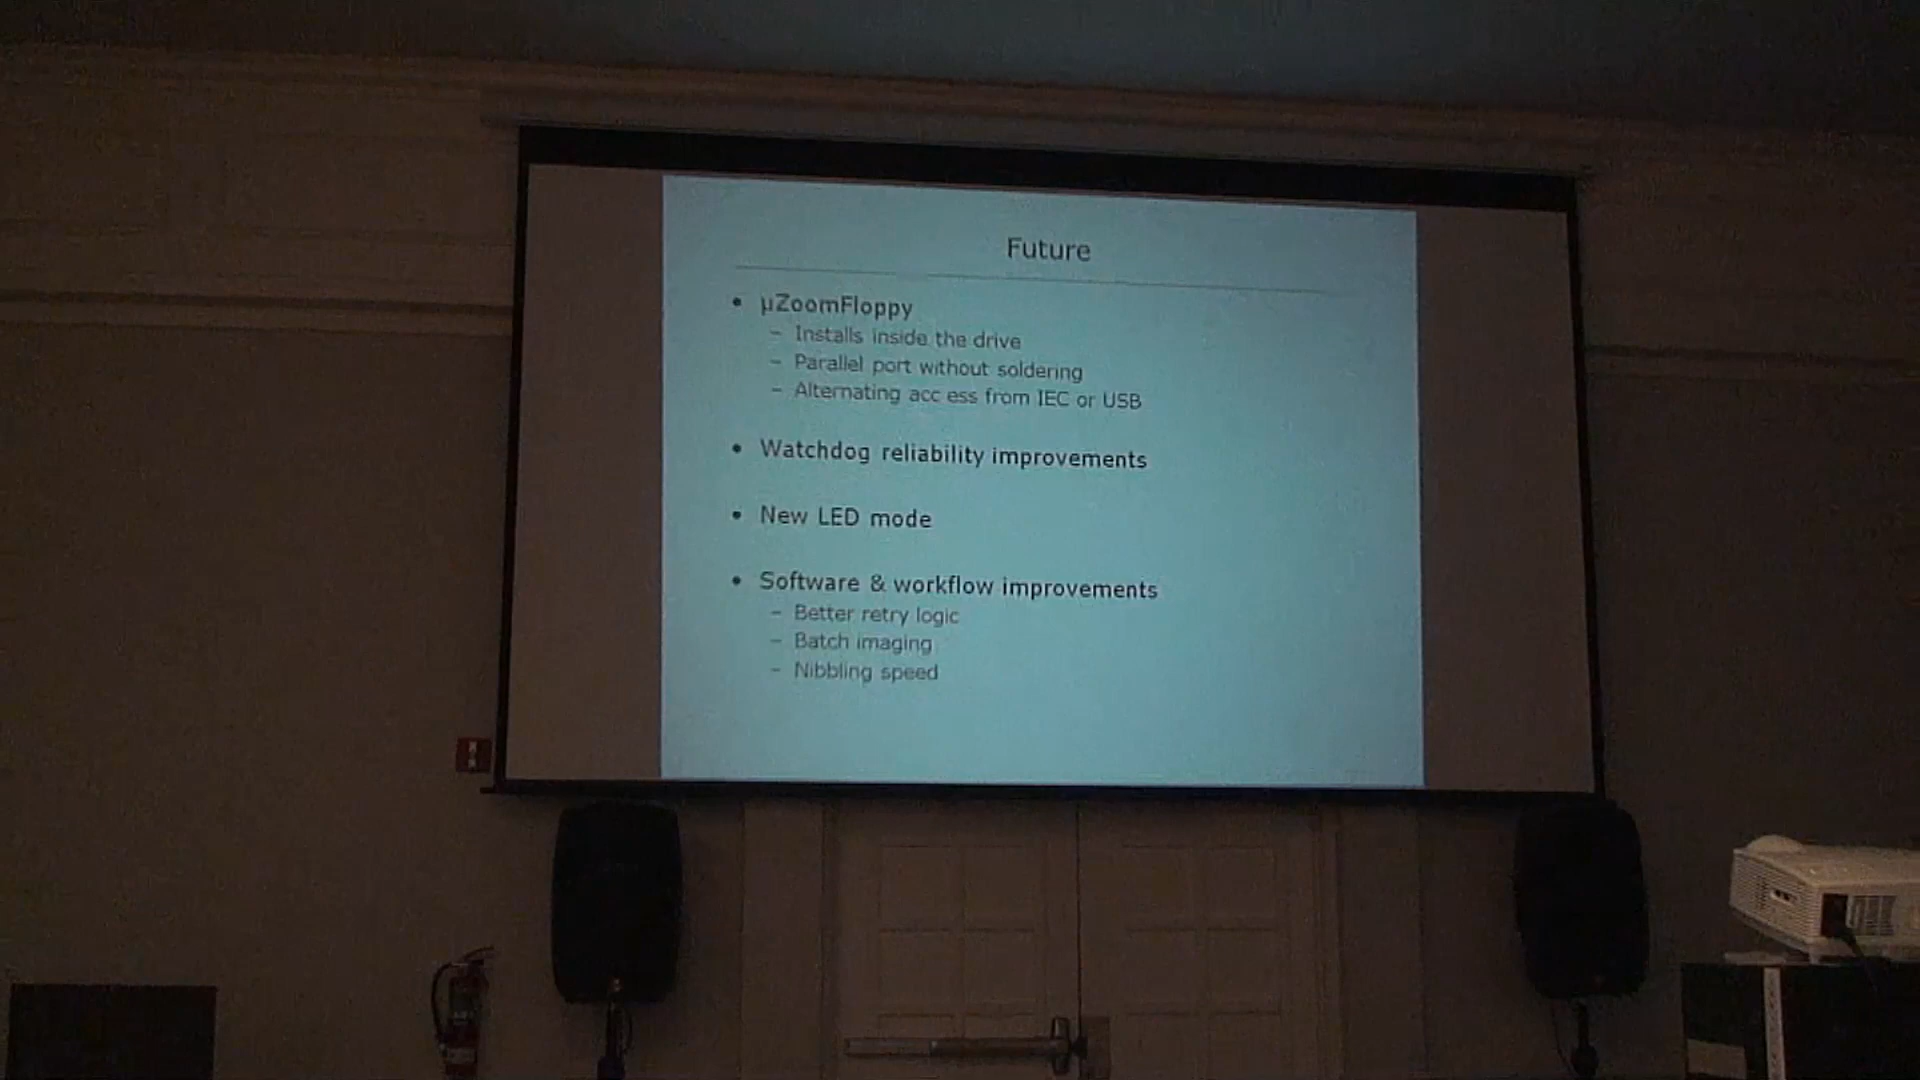 Future
• µZoomFloppy
– Installs inside the drive
– Parallel port without soldering
– Alternating acc ess from IEC or USB
• Watchdog reliability improvements
• New LED mode
• Software & workflow improvements
– Better retry logic
– Batch imaging
– Nibbling speed